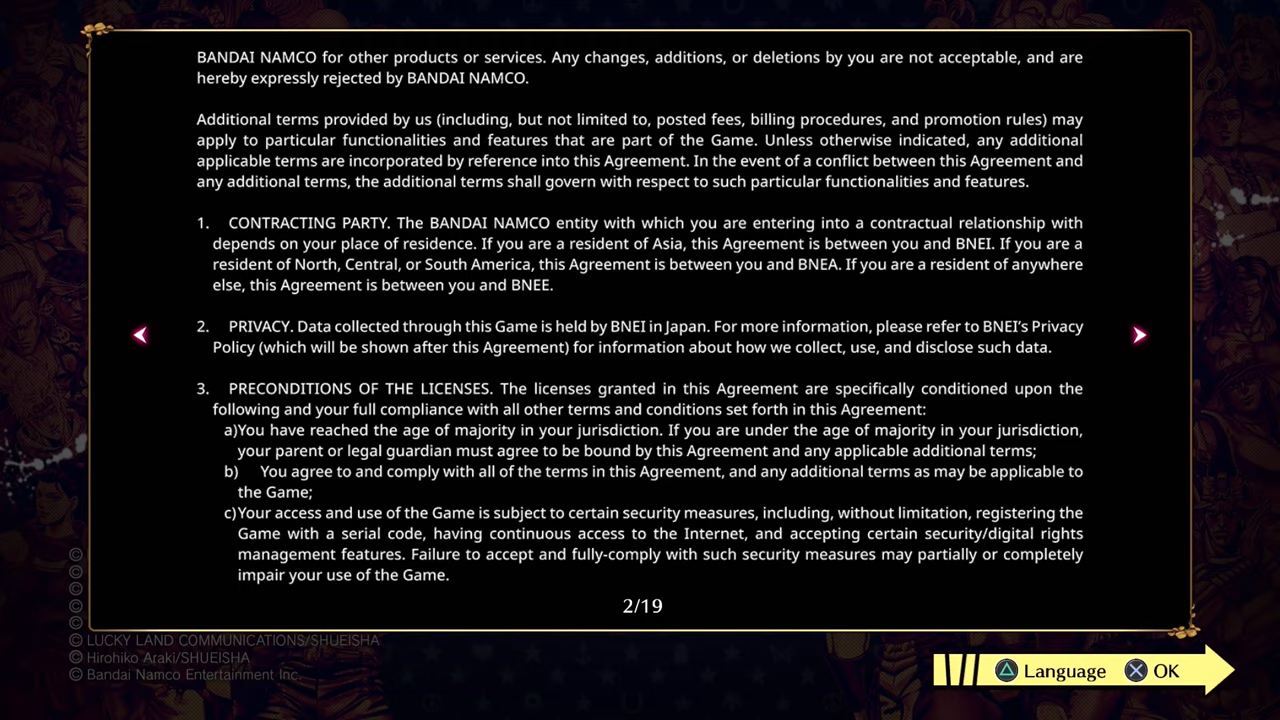 BANDAI NAMCO for other products or services. Any changes, additions, or deletions by you are not acceptable, and are
hereby expressly rejected by BANDAI NAMCO.
Additional terms provided by us (including, but not limited to, posted fees, billing procedures, and promotion rules) may
apply to particular functionalities and features that are part of the Game. Unless otherwise indicated, any additional
applicable terms are incorporated by reference into this Agreement. In the event of a conflict between this Agreement and
any additional terms, the additional terms shall govern with respect to such particular functionalities and features.
1. CONTRACTING PARTY. The BANDAI NAMCO entity with which you are entering into a contractual relationship with
depends on your place of residence. If you are a resident of Asia, this Agreement is between you and BNEI. If you are a
resident of North, Central, or South America, this Agreement is between you and BNEA. If you are a resident of anywhere
else, this Agreement is between you and BNEE.
2. PRIVACY. Data collected through this Game is held by BNEI in Japan. For more information, please refer to BNEI's Privacy
Policy (which will be shown after this Agreement) for information about how we collect, use, and disclose such data.
3. PRECONDITIONS OF THE LICENSES. The licenses granted in this Agreement are specifically conditioned upon the
following and your full compliance with all other terms and conditions set forth in this Agreement:
a)You have reached the age of majority in your jurisdiction. If you are under the age of majority in your jurisdiction,
your parent or legal guardian must agree to be bound by this Agreement and any applicable additional terms;
b) You agree to and comply with all of the terms in this Agreement, and any additional terms as may be applicable to
the Game;
c)Your access and use of the Game is subject to certain security measures, including, without limitation, registering the
Game with a serial code, having continuous access to the Internet, and accepting certain security/digital rights
management features. Failure to accept and fully-comply with such security measures may partially or completely
impair your use of the Game.
2/19
©
©
©
©
©
© LUCKY LAND COMMUNICATIONS/SHUEISHA
© Hirohiko Araki/SHUEISHA
© Bandai Namco Entertainment Inc.
Language OK